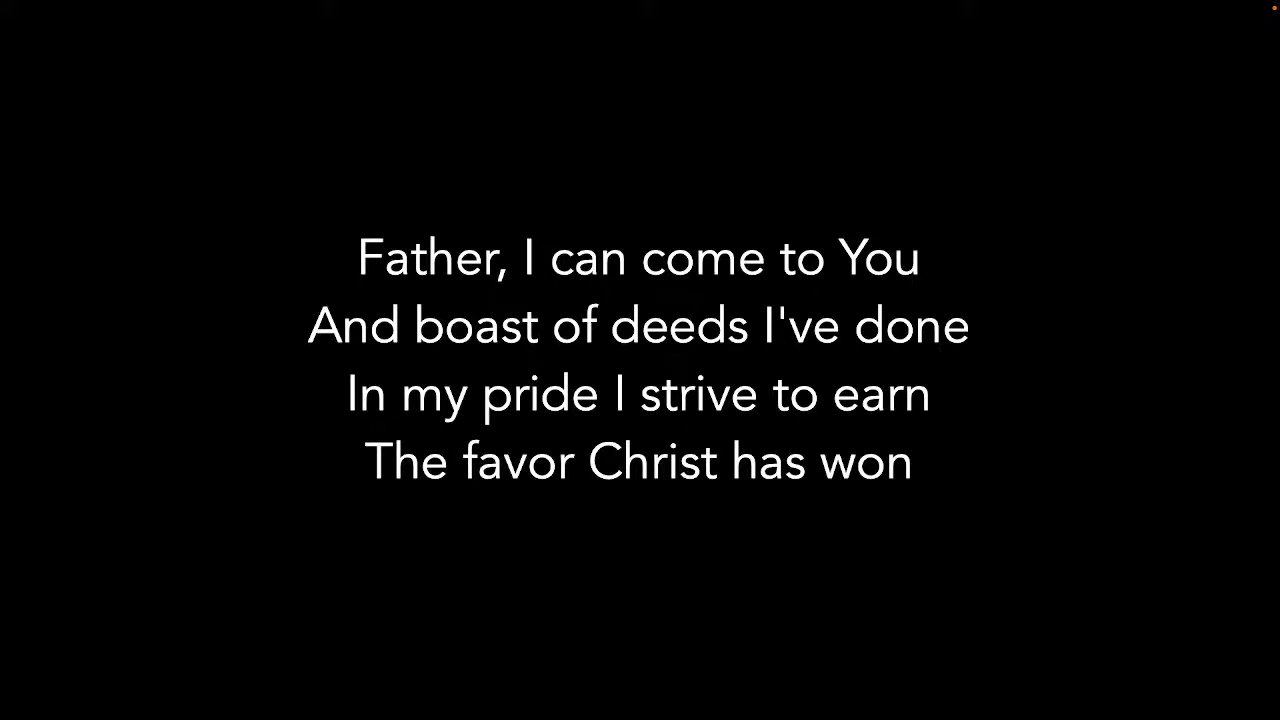 Father, I can come to You
And boast of deeds I've done
In my pride I strive to earn
The favor Christ has won